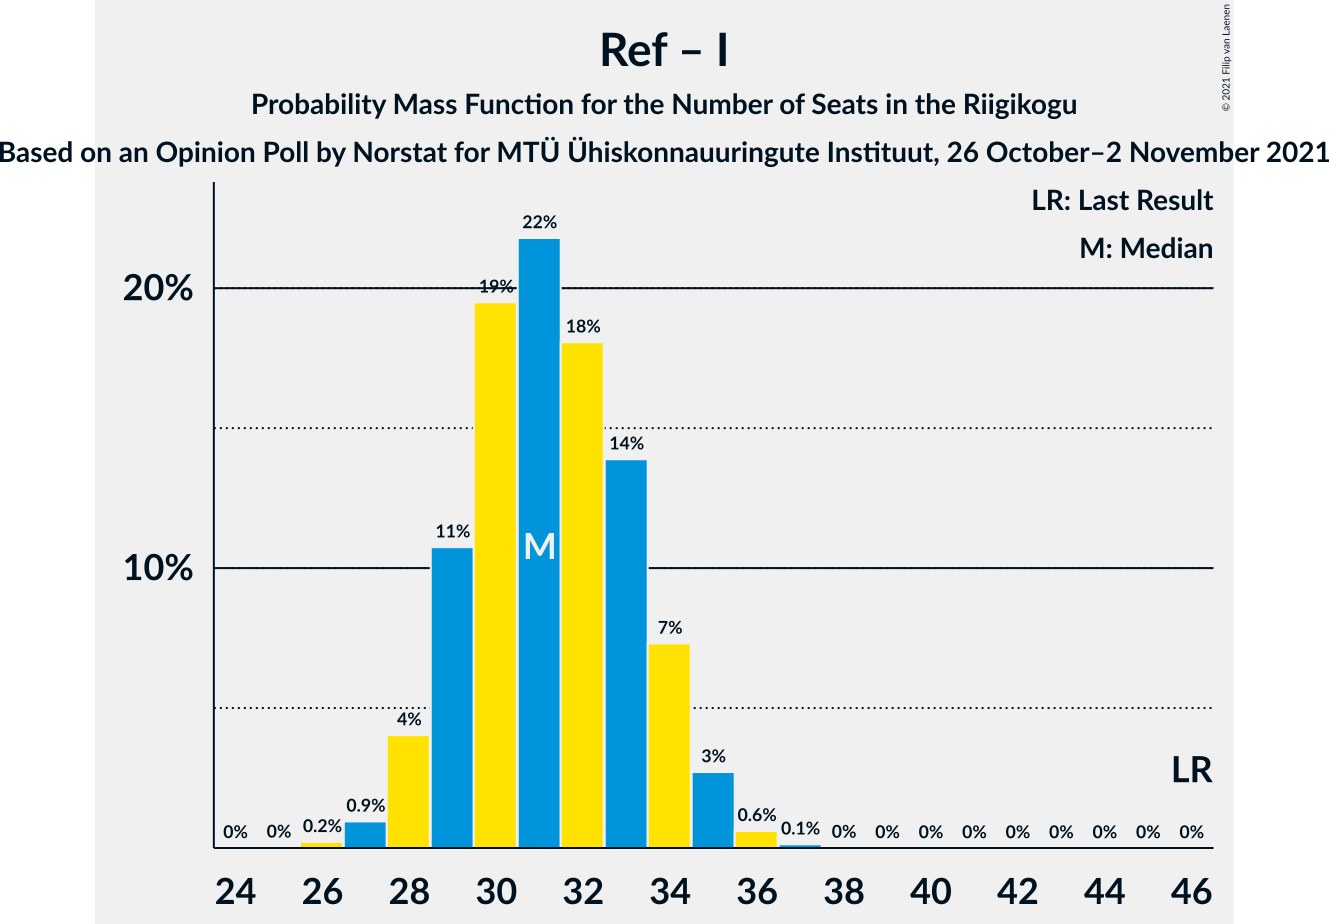 Ref – I
Probability Mass Function for the Number of Seats in the Riigikogu
Based on an Opinion Poll by Norstat for MTÜ Ühiskonnauuringute Instituut, 26 October–2 November 2021
© 2021 Filip van Laenen
LR: Last Result
M: Median
20%
10%
0% 0% 0.2% 0.9% 4% 11% 19% 22% 18% 14% 7% 3% 0.6% 0.1% 0% 0% 0% 0% 0% 0% 0% 0% 0%
M
LR
24 26 28 30 32 34 36 38 40 42 44 46